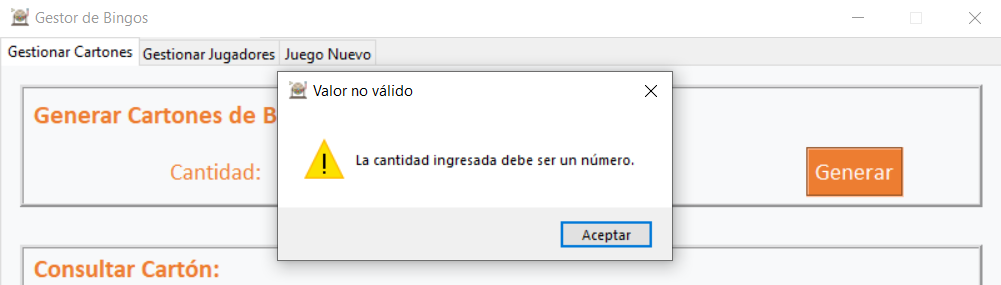 Gestor de Bingos
Gestionar Cartones Gestionar Jugadores Juego Nuevo
Valor no válido
Generar Cartones de B
La cantidad ingresada debe ser un número.
Cantidad:
Generar
Aceptar
Consultar Cartón: